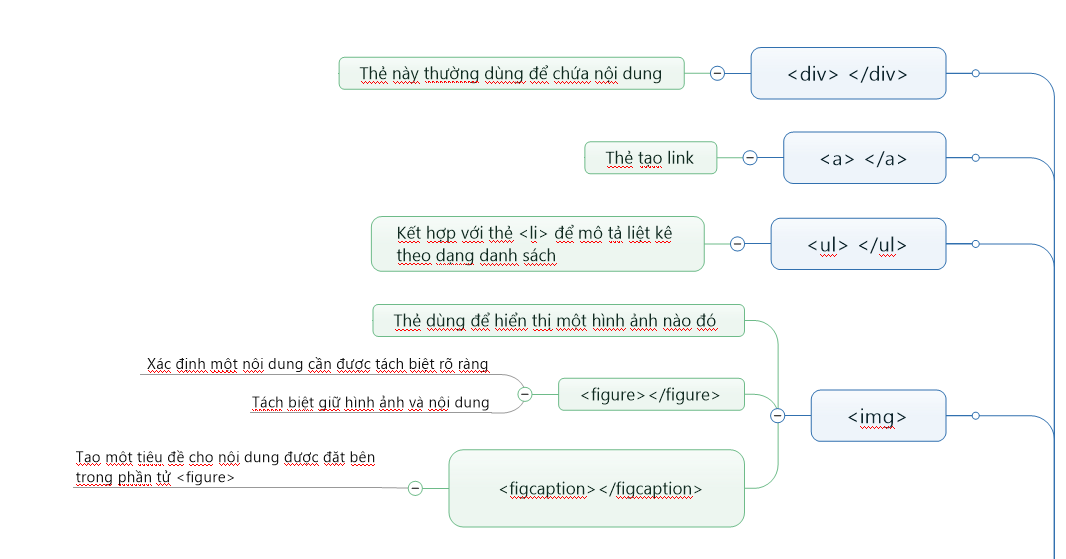 Thẻ này thường dùng để chứa nội dung
<div> </div>
Thẻ tạo link
<a> </a>
Kết hợp với thẻ <li> để mô tả liệt kê
theo dạng danh sách
<ul> </ul>
Thẻ dùng để hiển thị một hình ảnh nào đó
Xác định một nội dung cần được tách biệt rõ ràng
Tách biệt giữ hình ảnh và nội dung
<figure></figure>
<img>
Tạo một tiêu đề cho nội dung được đặt bên
trong phần tử <figure>
<figcaption></figcaption>